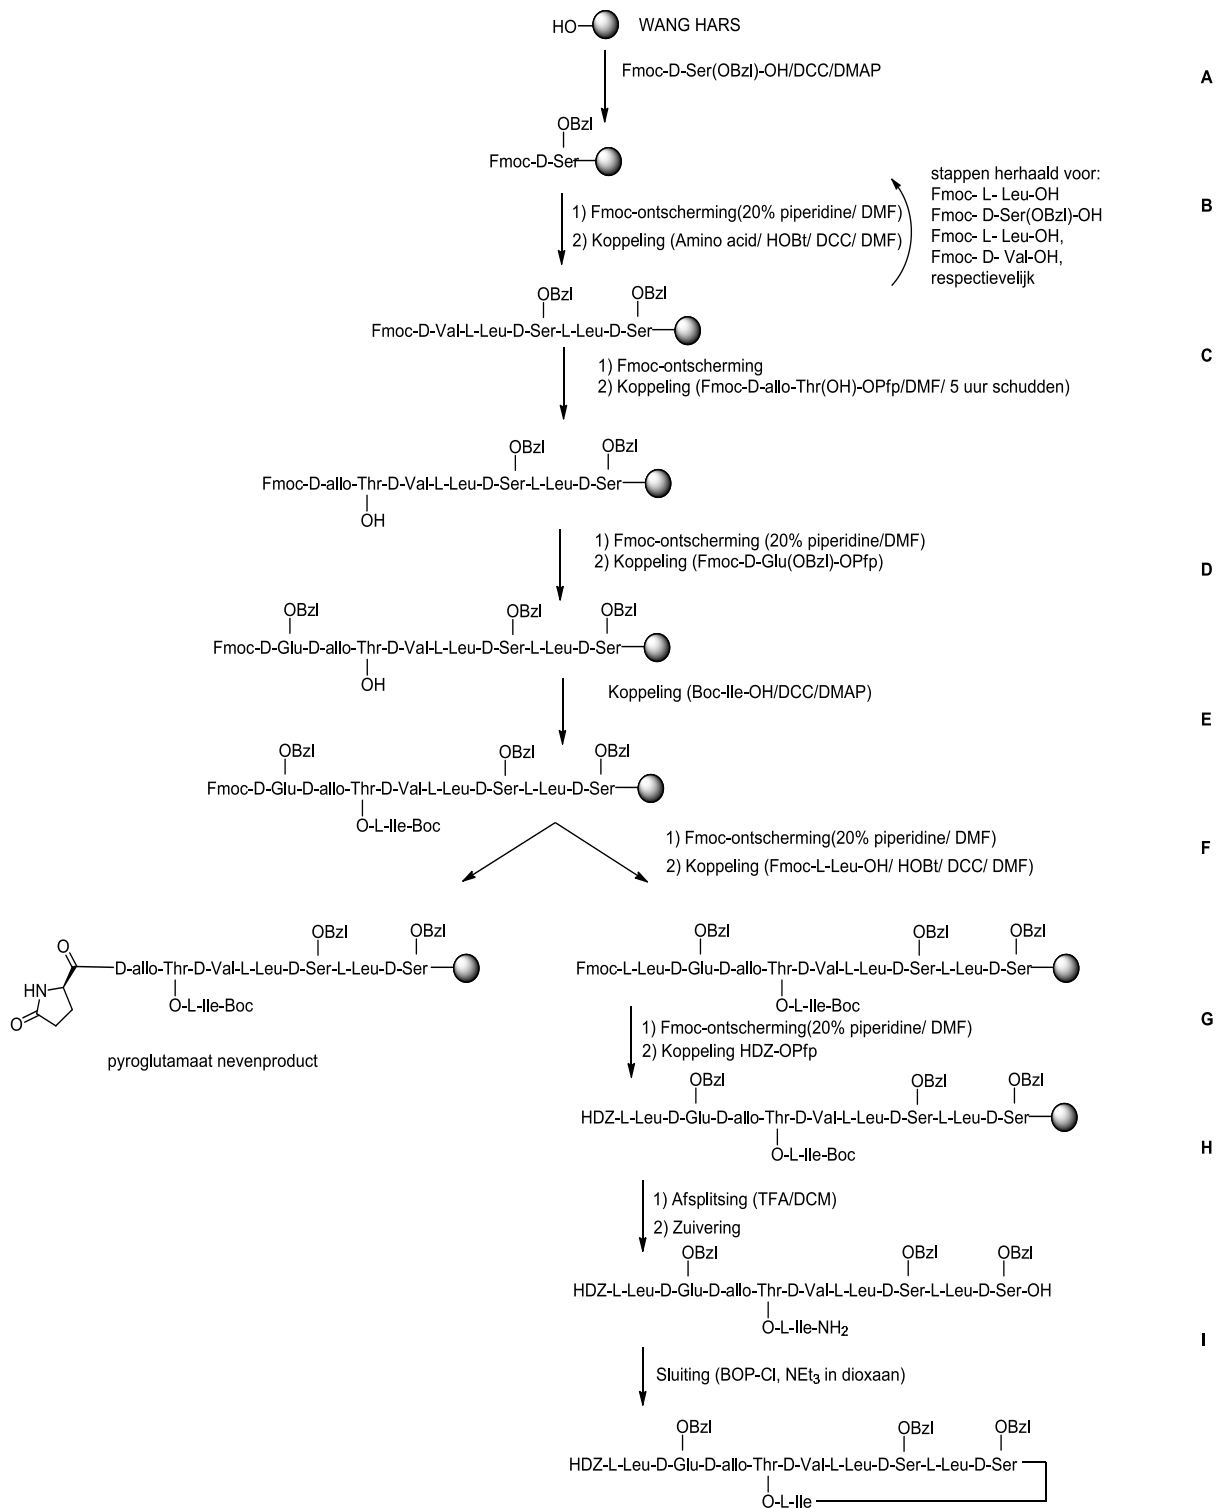 HO WANG HARS
Fmoc-D-Ser(OBzl)-OH/DCC/DMAP
A
OBzl
Fmoc-D-Ser
1) Fmoc-ontscherming(20% piperidine/ DMF)
2) Koppeling (Amino acid/ HOBt/ DCC/ DMF)
stappen herhaald voor:
Fmoc- L- Leu-OH
Fmoc- D-Ser(OBzl)-OH
Fmoc- L- Leu-OH,
Fmoc- D- Val-OH,
respectievelijk
B
OBzl OBzl
Fmoc-D-Val-L-Leu-D-Ser-L-Leu-D-Ser
1) Fmoc-ontscherming
2) Koppeling (Fmoc-D-allo-Thr(OH)-OPfp/DMF/ 5 uur schudden)
C
OBzl OBzl
Fmoc-D-allo-Thr-D-Val-L-Leu-D-Ser-L-Leu-D-Ser
OH
1) Fmoc-ontscherming (20% piperidine/DMF)
2) Koppeling (Fmoc-D-Glu(OBzl)-OPfp)
D
OBzl OBzl OBzl
Fmoc-D-Glu-D-allo-Thr-D-Val-L-Leu-D-Ser-L-Leu-D-Ser
OH
Koppeling (Boc-Ile-OH/DCC/DMAP)
E
OBzl OBzl OBzl
Fmoc-D-Glu-D-allo-Thr-D-Val-L-Leu-D-Ser-L-Leu-D-Ser
O-L-Ile-Boc
1) Fmoc-ontscherming(20% piperidine/ DMF)
2) Koppeling (Fmoc-L-Leu-OH/ HOBt/ DCC/ DMF)
F
OBzl OBzl
O
D-allo-Thr-D-Val-L-Leu-D-Ser-L-Leu-D-Ser
HN
O
O-L-Ile-Boc
pyroglutamaat nevenproduct
OBzl OBzl OBzl
Fmoc-L-Leu-D-Glu-D-allo-Thr-D-Val-L-Leu-D-Ser-L-Leu-D-Ser
O-L-Ile-Boc
1) Fmoc-ontscherming(20% piperidine/ DMF)
2) Koppeling HDZ-OPfp
G
OBzl OBzl OBzl
HDZ-L-Leu-D-Glu-D-allo-Thr-D-Val-L-Leu-D-Ser-L-Leu-D-Ser
O-L-Ile-Boc
H
1) Afsplitsing (TFA/DCM)
2) Zuivering
OBzl OBzl OBzl
HDZ-L-Leu-D-Glu-D-allo-Thr-D-Val-L-Leu-D-Ser-L-Leu-D-Ser-OH
O-L-Ile-NH2
I
Sluiting (BOP-Cl, NEt3 in dioxaan)
OBzl OBzl OBzl
HDZ-L-Leu-D-Glu-D-allo-Thr-D-Val-L-Leu-D-Ser-L-Leu-D-Ser
O-L-Ile